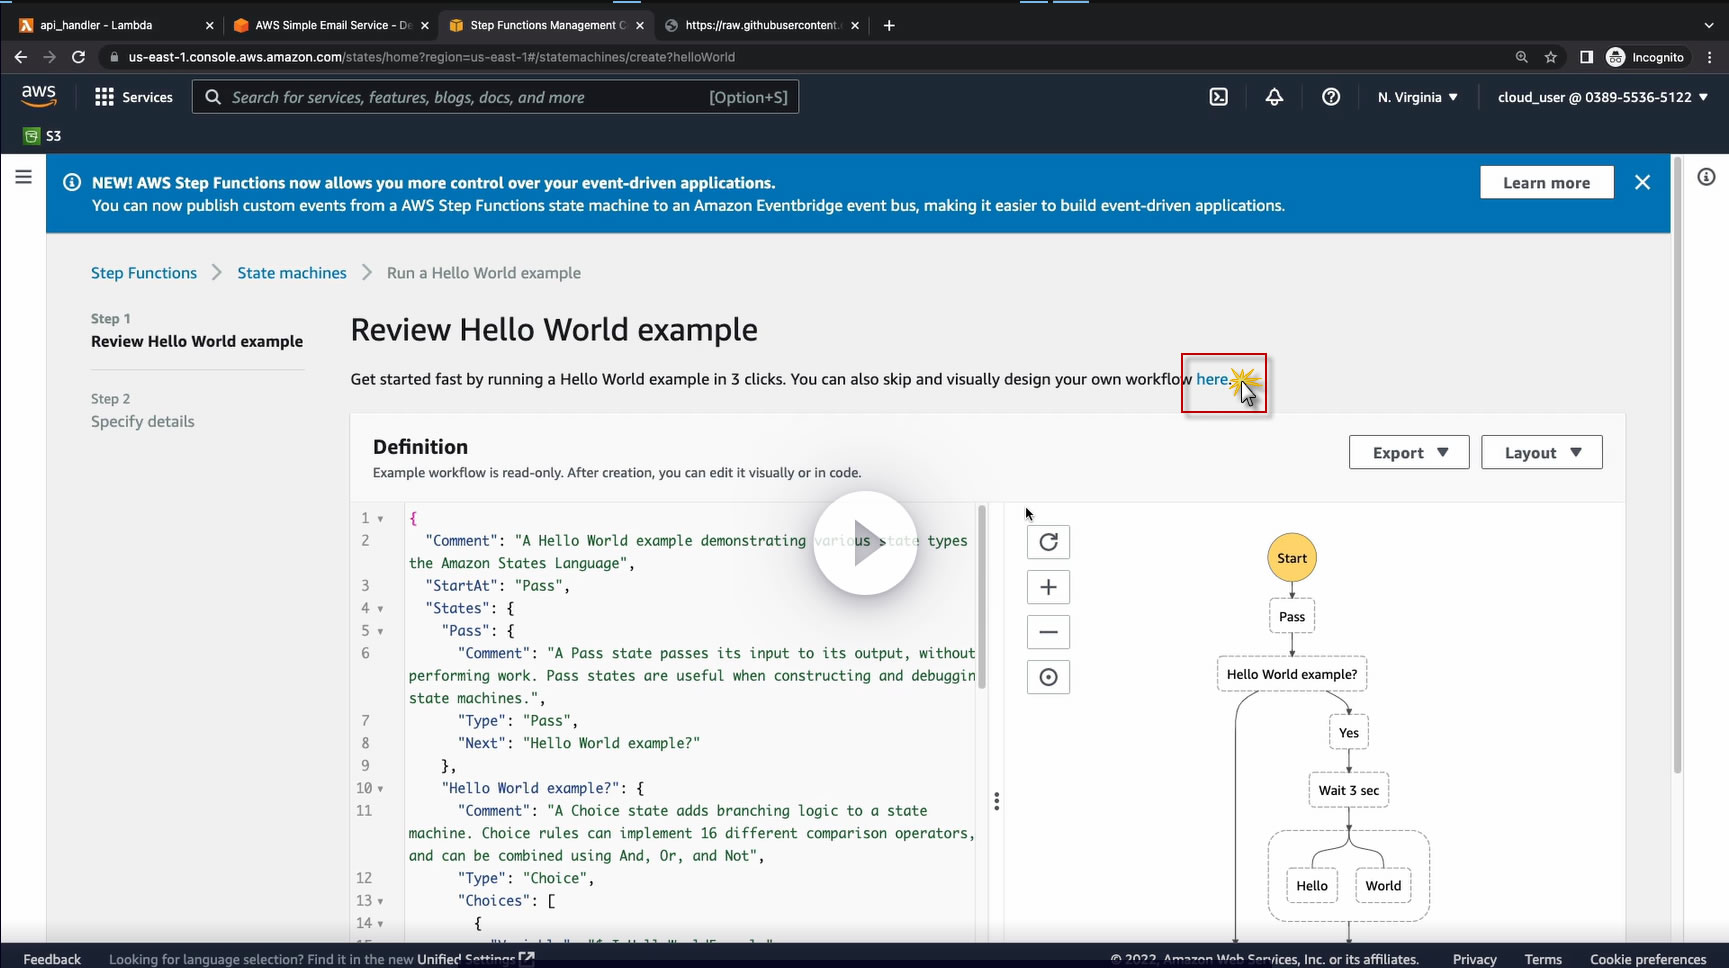 api_handler - Lambda
AWS Simple Email Service - De
Step Functions Management C
https://raw.githubusercontent.
us-east-1.console.aws.amazon.com/states/home?region=us-east-1#/statemachines/create?helloWorld
Incognito
aws
Services
Search for services, features, blogs, docs, and more
[Option+S]
N. Virginia
cloud_user @ 0389-5536-5122
S3
NEW! AWS Step Functions now allows you more control over your event-driven applications.
You can now publish custom events from a AWS Step Functions state machine to an Amazon Eventbridge event bus, making it easier to build event-driven applications.
Learn more
Step Functions
State machines
Run a Hello World example
Step 1
Review Hello World example
Step 2
Specify details
Review Hello World example
Get started fast by running a Hello World example in 3 clicks. You can also skip and visually design your own workflow here.
Definition
Example workflow is read-only. After creation, you can edit it visually or in code.
Export
Layout
1 {
2 "Comment": "A Hello World example demonstrating various state types
the Amazon States Language",
3 "StartAt": "Pass",
4 "States": {
5 "Pass": {
6 "Comment": "A Pass state passes its input to its output, without
performing work. Pass states are useful when constructing and debuggin
state machines.",
7 "Type": "Pass",
8 "Next": "Hello World example?"
9 },
10 "Hello World example?": {
11 "Comment": "A Choice state adds branching logic to a state
machine. Choice rules can implement 16 different comparison operators,
and can be combined using And, Or, and Not",
12 "Type": "Choice",
13 "Choices": [
14 {
Start
Pass
Hello World example?
Yes
Wait 3 sec
Hello
World
Feedback
Looking for language selection? Find it in the new Unified Settings
© 2022, Amazon Web Services, Inc. or its affiliates.
Privacy
Terms
Cookie preferences